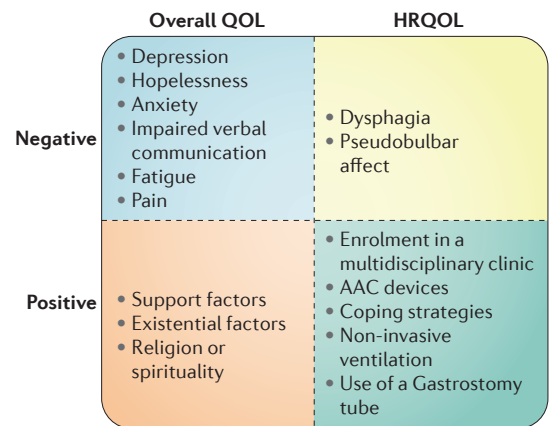 Overall QOL
HRQOL
Negative
• Depression
• Hopelessness
• Anxiety
• Impaired verbal
communication
• Fatigue
• Pain
• Dysphagia
• Pseudobulbar
affect
Positive
• Support factors
• Existential factors
• Religion or
spirituality
• Enrolment in a
multidisciplinary clinic
• AAC devices
• Coping strategies
• Non-invasive
ventilation
• Use of a Gastrostomy
tube